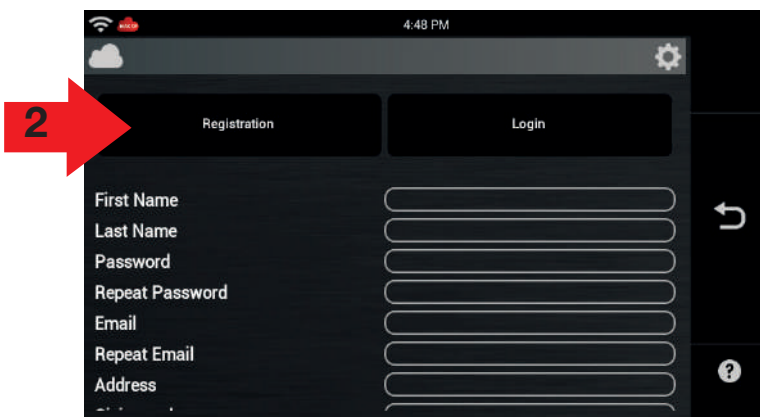 4:48 PM
2
Registration
Login
First Name
Last Name
Password
Repeat Password
Email
Repeat Email
Address